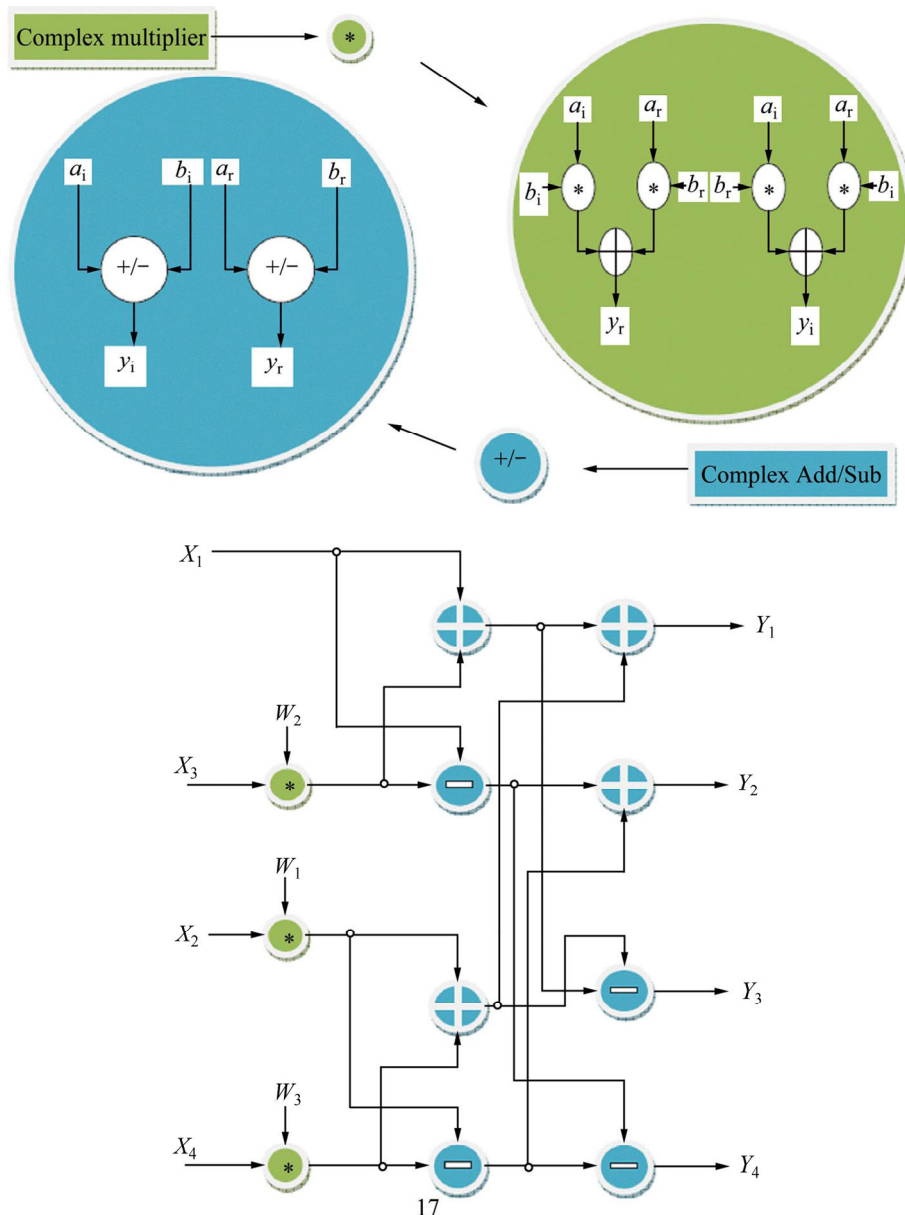 Complex multiplier *
a_i a_r a_i a_r
b_i * * b_r b_r * * b_i
y_r y_i
a_i b_i a_r b_r
+/− +/−
y_i y_r
+/− Complex Add/Sub
X_1
Y_1
W_2
X_3 * Y_2
W_1
X_2 *
Y_3
W_3
X_4 * Y_4
17